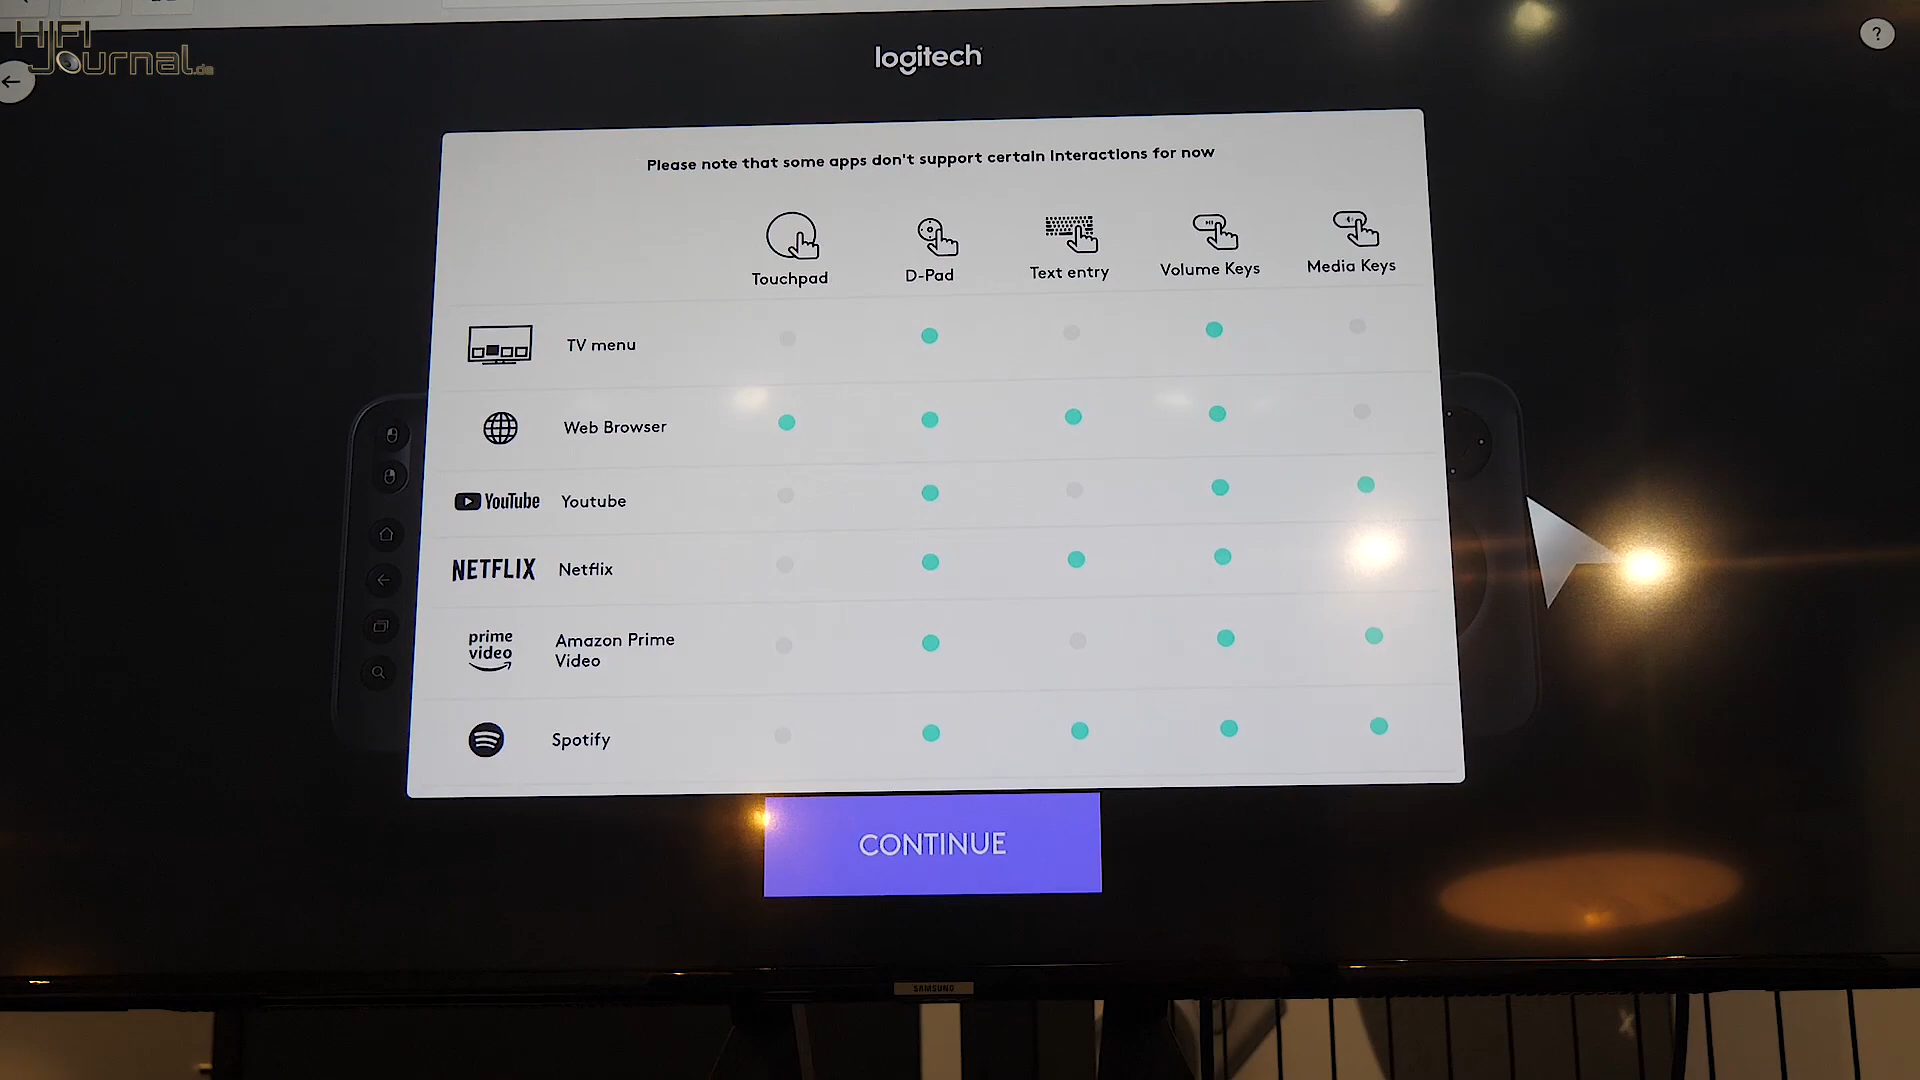 HiFi
Journal.de
logitech
?
Please note that some apps don't support certain interactions for now
Touchpad
D-Pad
Text entry
Volume Keys
Media Keys
TV menu
Web Browser
YouTube Youtube
NETFLIX Netflix
prime
video
Amazon Prime
Video
Spotify
CONTINUE
SAMSUNG